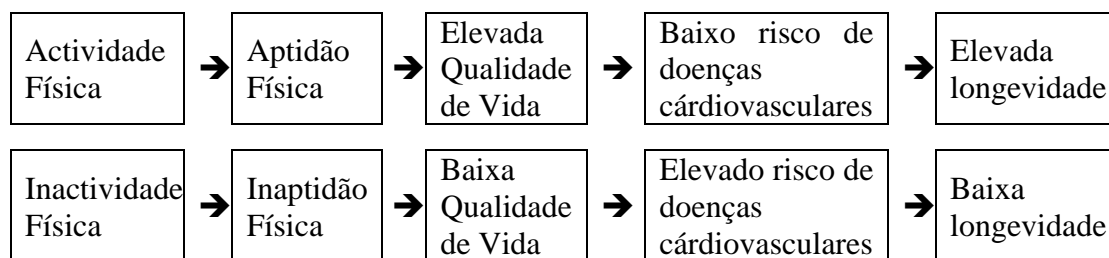 Actividade
Física
➔
Aptidão
Física
➔
Elevada
Qualidade
de Vida
➔
Baixo risco de
doenças
cárdiovasculares
➔
Elevada
longevidade
Inactividade
Física
➔
Inaptidão
Física
➔
Baixa
Qualidade
de Vida
➔
Elevado risco de
doenças
cárdiovasculares
➔
Baixa
longevidade